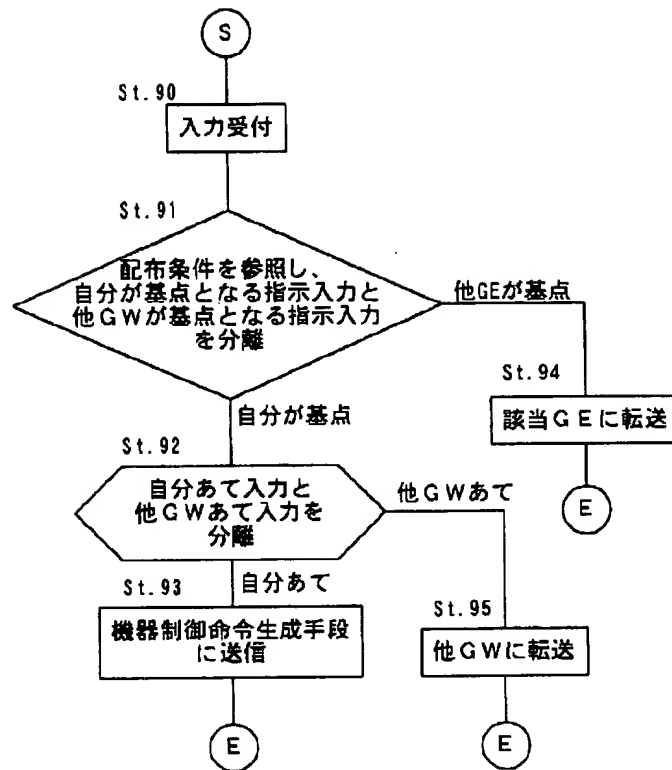 S
St.90
入力受付
St.91
配布条件を参照し、
自分が基点となる指示入力と
他GWが基点となる指示入力
を分離
他GEが基点
St.94
該当GEに転送
E
自分が基点
St.92
自分あて入力と
他GWあて入力を
分離
他GWあて
St.93
自分あて
機器制御命令生成手段
に送信
E
St.95
他GWに転送
E